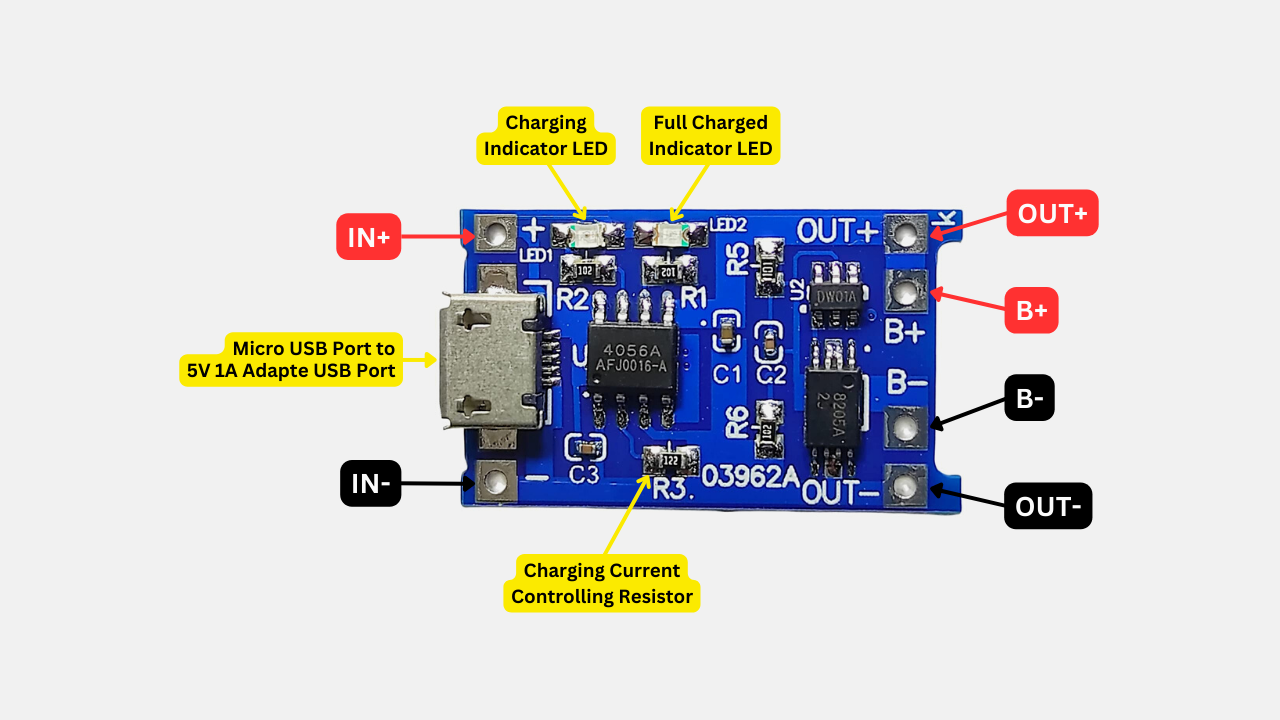 Charging
Indicator LED
Full Charged
Indicator LED
IN+
OUT+
B+
Micro USB Port to
5V 1A Adapte USB Port
B-
IN-
OUT-
Charging Current
Controlling Resistor
+
LED1
LED2
OUT+
k
102
201
R2
R1
R5
101
U2
DW01A
B+
4056A
AFJ0016-A
U
C1
C2
B-
8205A
R6
102
C3
122
R3.
03962A
-
OUT-